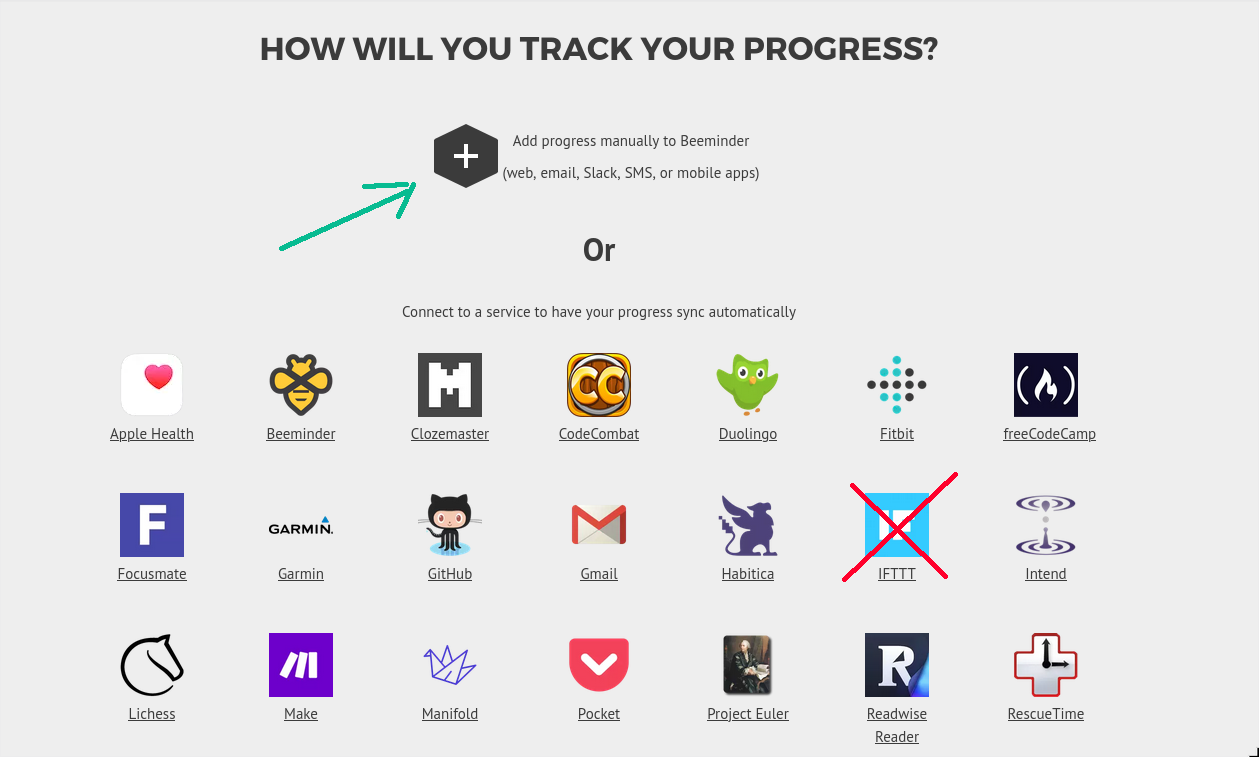 HOW WILL YOU TRACK YOUR PROGRESS?
Add progress manually to Beeminder
(web, email, Slack, SMS, or mobile apps)
Or
Connect to a service to have your progress sync automatically
M
CC
Apple Health
Beeminder
Clozemaster
CodeCombat
Duolingo
Fitbit
freeCodeCamp
F
GARMIN.
IF
Focusmate
Garmin
GitHub
Gmail
Habitica
IFTTT
Intend
R
Lichess
Make
Manifold
Pocket
Project Euler
Readwise
Reader
RescueTime